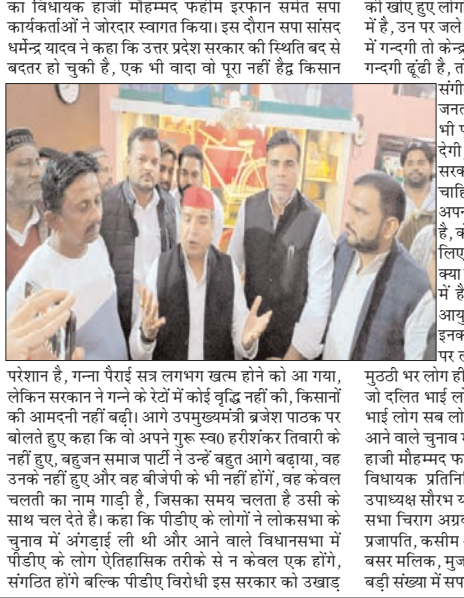 का विधायक हाजी मौहम्मद फहीम इरफान समेत सपा
कार्यकर्ताओं ने जोरदार स्वागत किया। इस दौरान सपा सांसद
धर्मेन्द्र यादव ने कहा कि उत्तर प्रदेश सरकार की स्थिति बद से
बदतर हो चुकी है, एक भी वादा वो पूरा नहीं हैद्व किसान
परेशान है, गन्ना पैराई सत्र लगभग खत्म होने को आ गया,
लेकिन सरकार ने गन्ने के रेटों में कोई वृद्धि नहीं की, किसानों
की आमदनी नहीं बढ़ी। आगे उपमुख्यमंत्री ब्रजेश पाठक पर
बोलते हुए कहा कि वो अपने गुरू स्व0 हरीशंकर तिवारी के
नहीं हुए, बहुजन समाज पार्टी ने उन्हें बहुत आगे बढ़ाया, वह
उनके नहीं हुए और वह बीजेपी के भी नहीं होंगें, वह केवल
चलती का नाम गाड़ी है, जिसका समय चलता है उसी के
साथ चल देते है। कहा कि पीडीए के लोगों ने लोकसभा के
चुनाव में अंगड़ाई ली थी और आने वाले विधानसभा में
पीडीए के लोग ऐतिहासिक तरीके से न केवल एक होंगे,
संगठित होंगे बल्कि पीडीए विरोधी इस सरकार को उखाड़
की खोए हुए लोग
में है, उन पर जले
में गन्दगी तो केन्द्र
गन्दगी ढूंढी है, तो
भी
देगी
सरक
चाहि
अपन
है, वे
लिए
क्या
में है
आयु
इनक
पर ल
मुठठी भर लोग ही
जो दलित भाई लो
भाई लोग सब लो
आने वाले चुनाव म
हाजी मौहम्मद फ
विधायक प्रतिनि
उपाध्यक्ष सौरभ य
सभा चिराग अग्र
प्रजापति, कसीम
बसर मलिक, मुज
बड़ी संख्या में सप